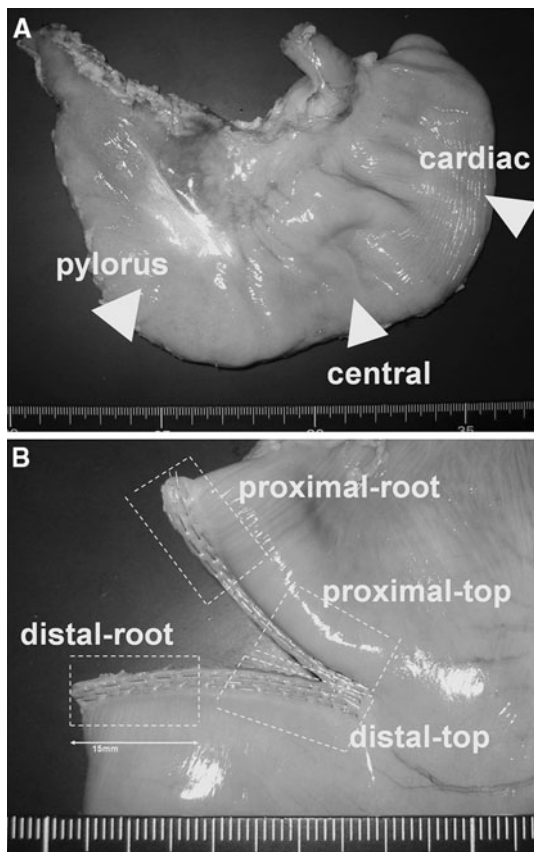 A
cardiac
pylorus
central
B
proximal-root
proximal-top
distal-root
distal-top
15mm